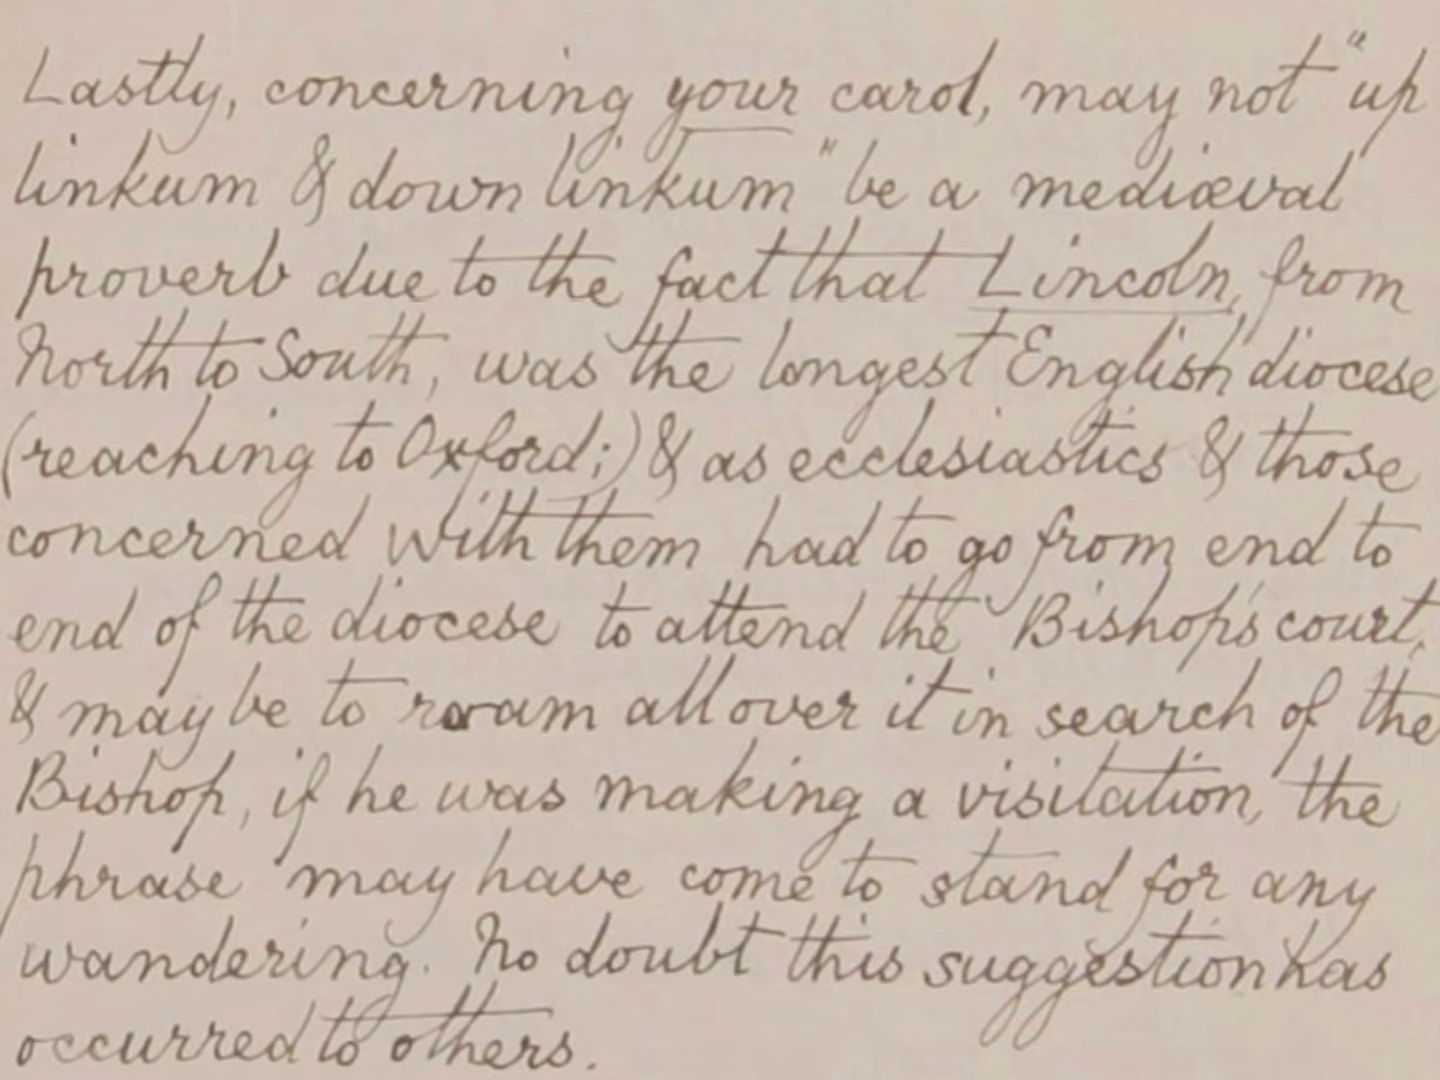 Lastly, concerning your carol, may not "up
linkum & down linkum" be a mediæval
proverb due to the fact that Lincoln, from
North to South, was the longest English diocese
(reaching to Oxford;) & as ecclesiastics & those
concerned with them had to go from end to
end of the diocese to attend the Bishop's court,
& may be to roam all over it in search of the
Bishop, if he was making a visitation, the
phrase may have come to stand for any
wandering. No doubt this suggestion has
occurred to others.